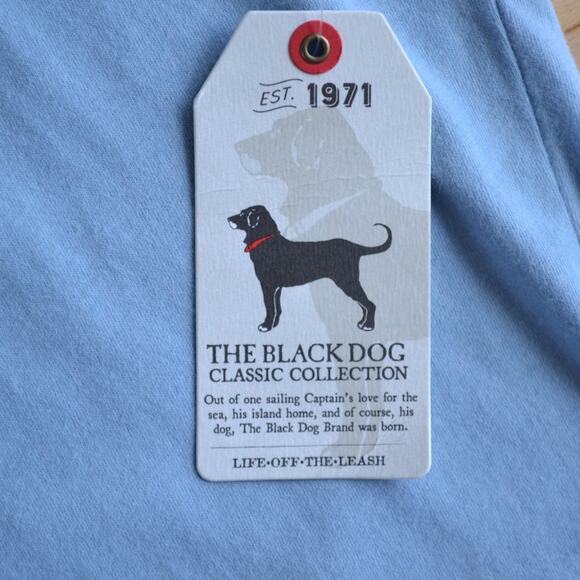 EST. 1971
THE BLACK DOG
CLASSIC COLLECTION
Out of one sailing Captain's love for the
sea, his island home, and of course, his
dog, The Black Dog Brand was born.
LIFE•OFF•THE•LEASH